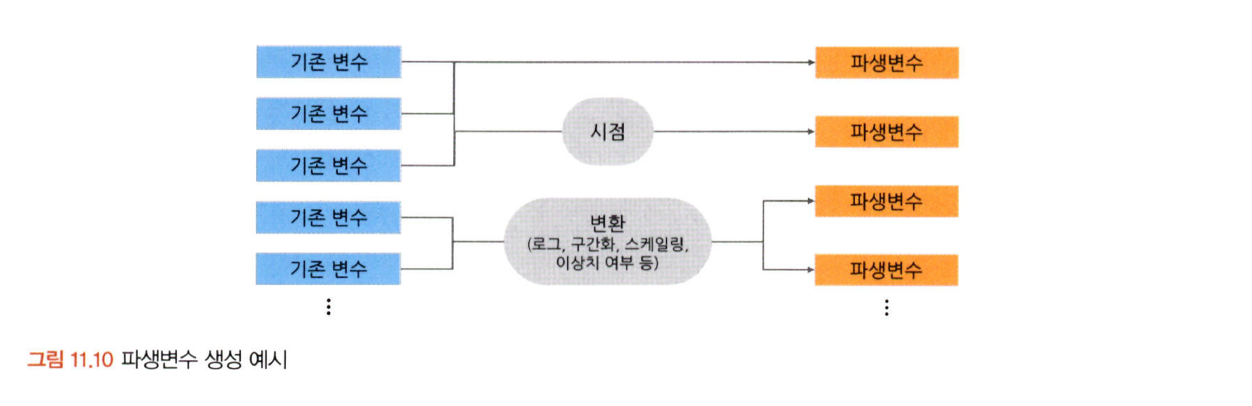 기존 변수
파생변수
기존 변수
시점
파생변수
기존 변수
기존 변수
변환
(로그, 구간화, 스케일링,
이상치 여부 등)
파생변수
기존 변수
파생변수
그림 11.10 파생변수 생성 예시